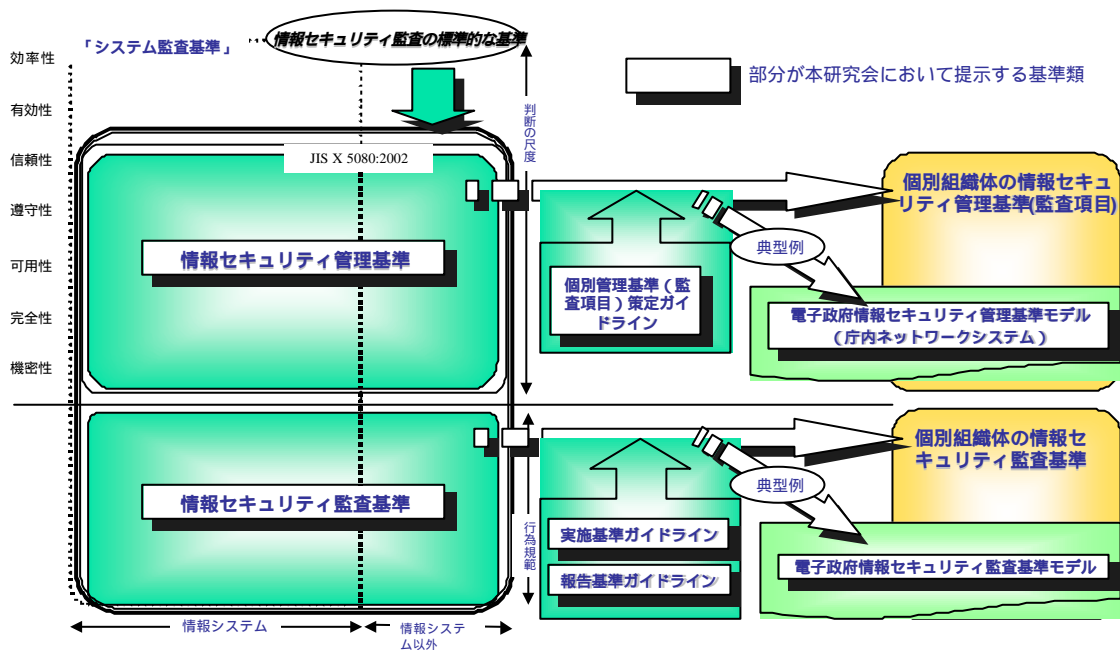 「システム監査基準」
情報セキュリティ監査の標準的な基準
部分が本研究会において提示する基準類
効率性
有効性
信頼性
遵守性
可用性
完全性
機密性
判断の尺度
JIS X 5080:2002
情報セキュリティ管理基準
個別管理基準(監
査項目)策定ガイ
ドライン
典型例
個別組織体の情報セキュ
リティ管理基準(監査項目)
電子政府情報セキュリティ管理基準モデル
(庁内ネットワークシステム)
情報セキュリティ監査基準
行為規範
実施基準ガイドライン
報告基準ガイドライン
典型例
個別組織体の情報セ
キュリティ監査基準
電子政府情報セキュリティ監査基準モデル
情報システム
情報システ
ム以外